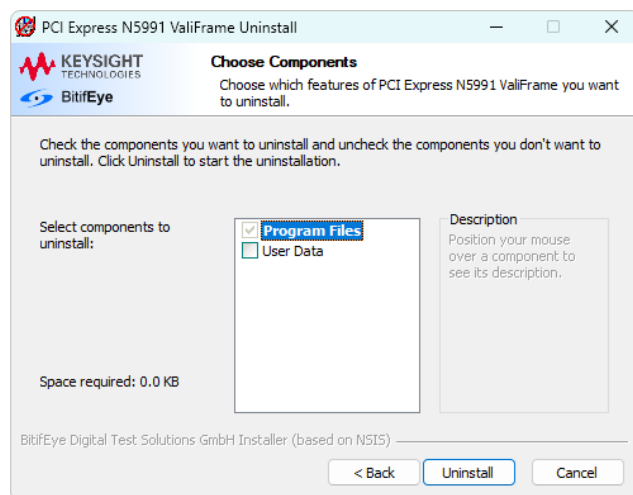 PCI Express N5991 ValiFrame Uninstall
KEYSIGHT
TECHNOLOGIES
BitifEye
Choose Components
Choose which features of PCI Express N5991 ValiFrame you want
to uninstall.
Check the components you want to uninstall and uncheck the components you don't want to
uninstall. Click Uninstall to start the uninstallation.
Select components to
uninstall:
Program Files
User Data
Description
Position your mouse
over a component to
see its description.
Space required: 0.0 KB
BitifEye Digital Test Solutions GmbH Installer (based on NSIS)
< Back
Uninstall
Cancel